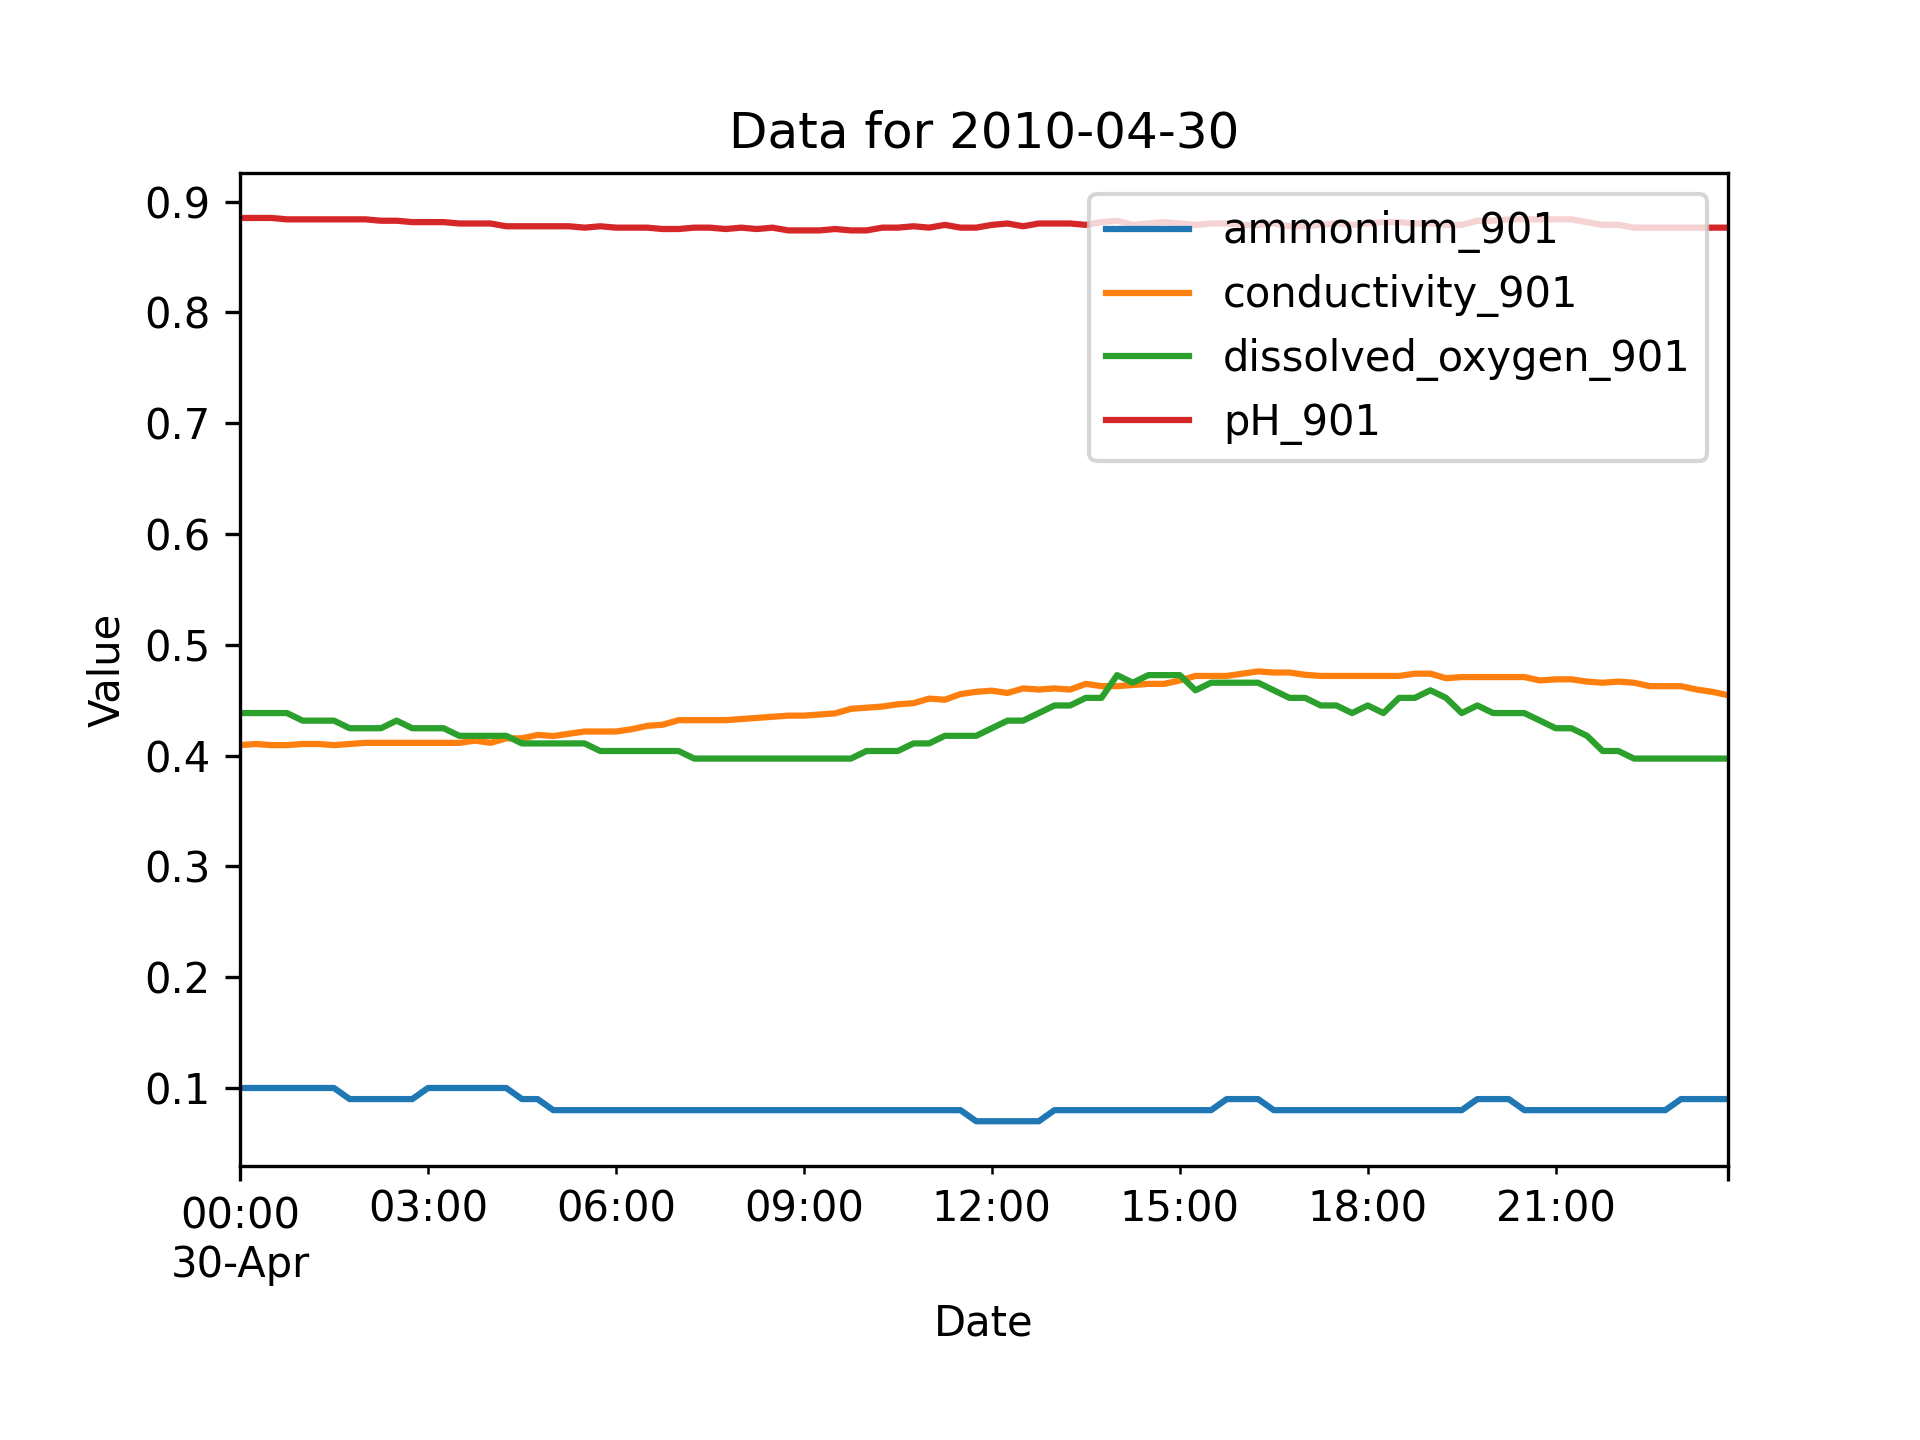 Data for 2010-04-30
0.9
0.8
0.7
0.6
0.5
0.4
0.3
0.2
0.1
Value
ammonium_901
conductivity_901
dissolved_oxygen_901
pH_901
00:00 03:00 06:00 09:00 12:00 15:00 18:00 21:00
30-Apr
Date